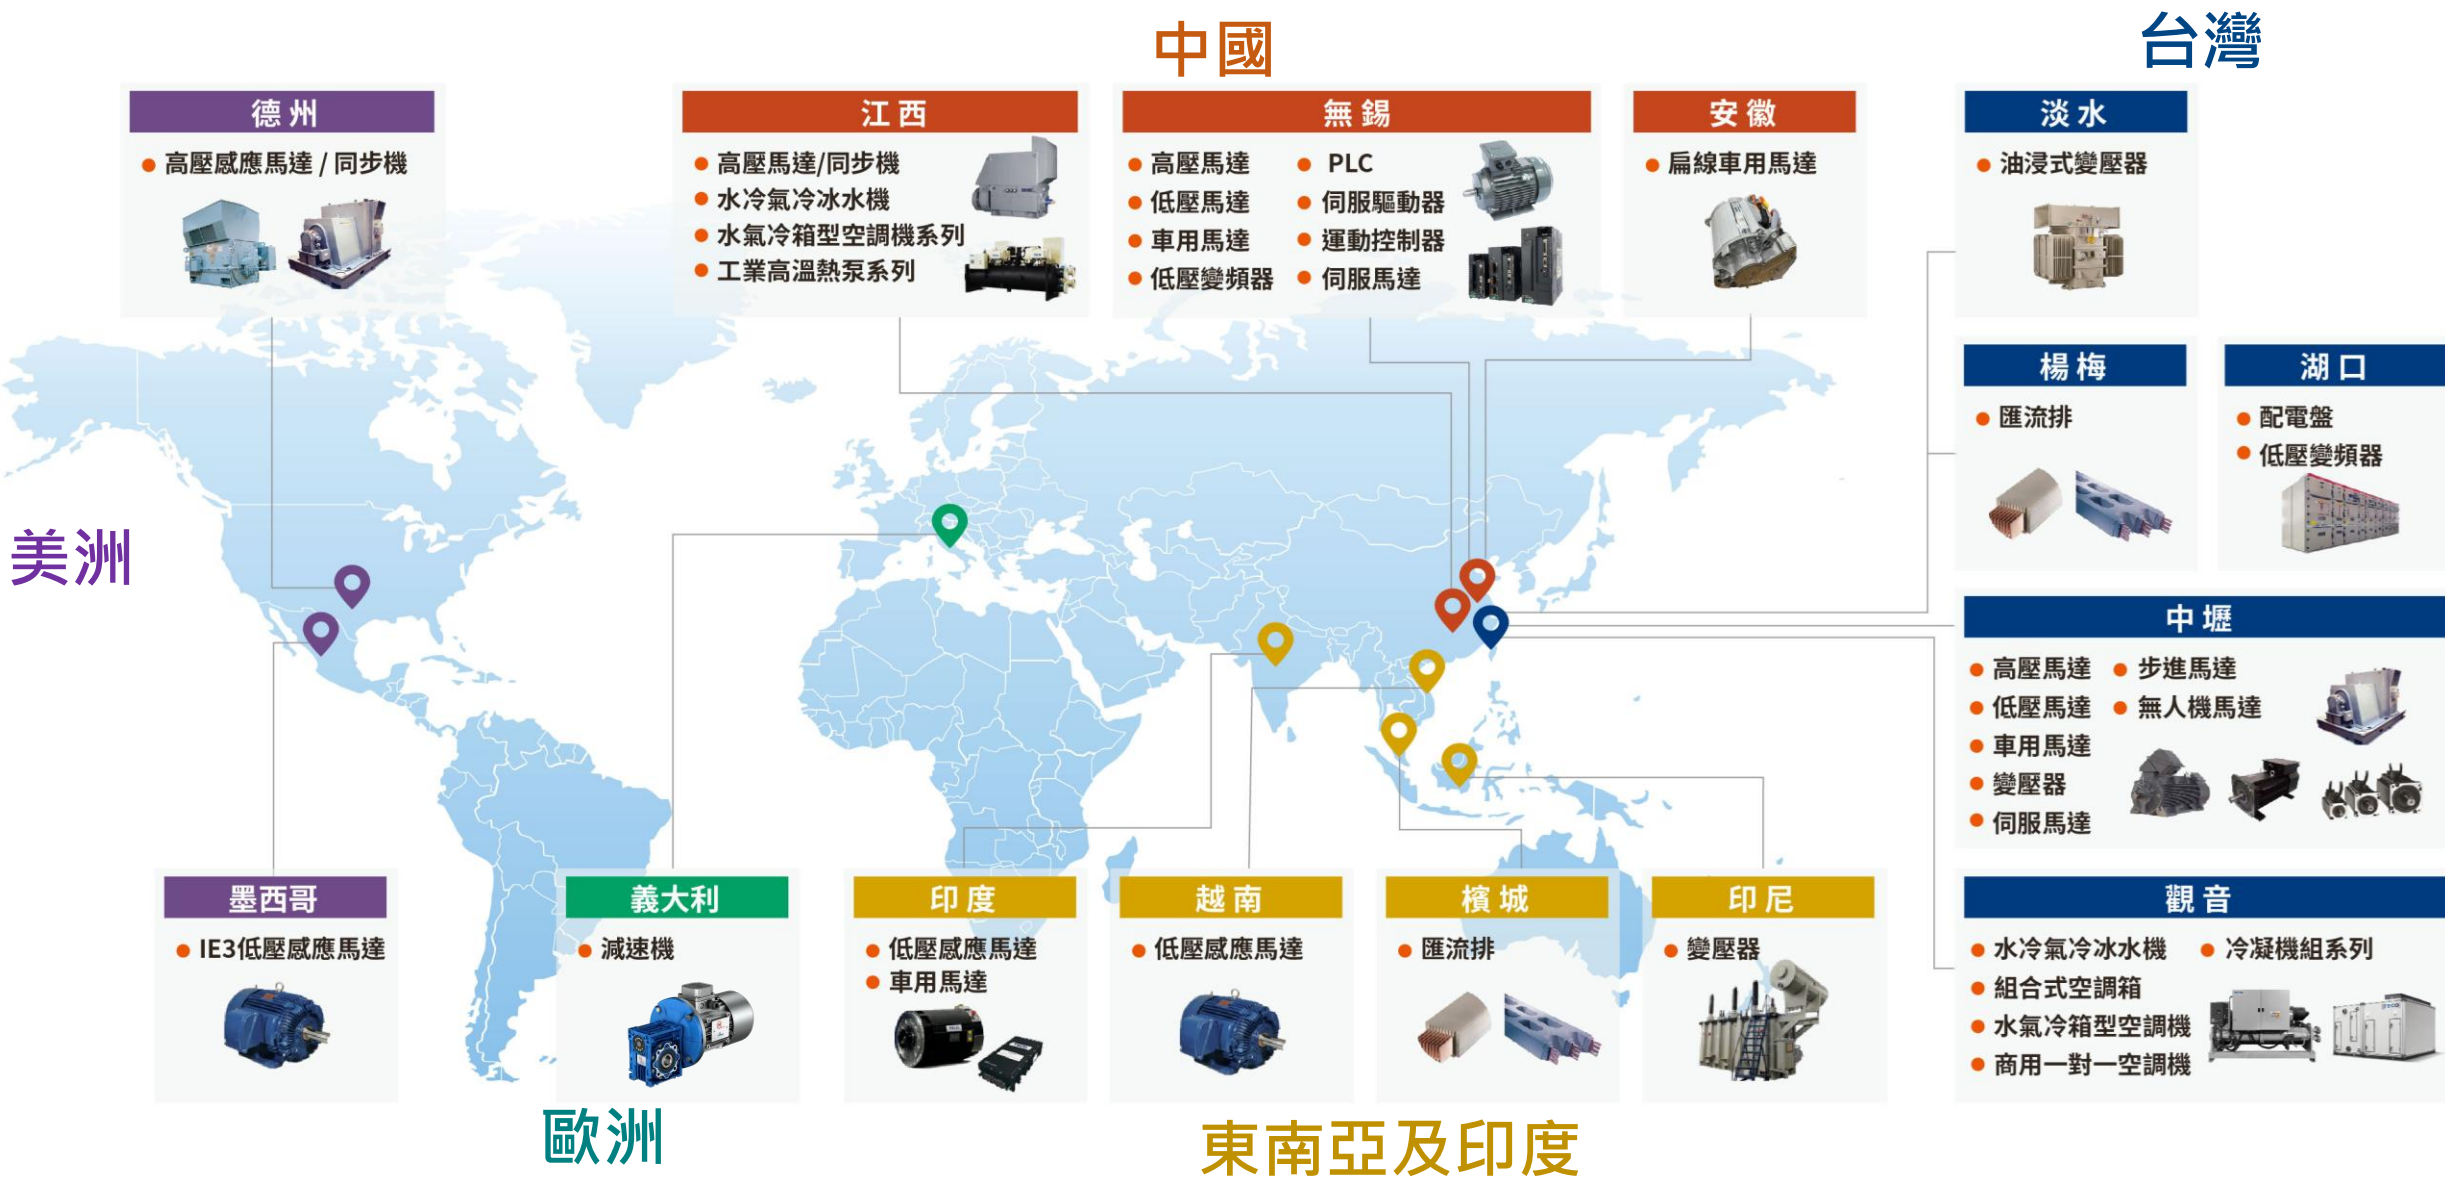 中國
台灣
德州
高壓感應馬達 / 同步機
江西
高壓馬達/同步機
水冷氣冷冰水機
水氣冷箱型空調機系列
工業高溫熱泵系列
無錫
高壓馬達
低壓馬達
車用馬達
低壓變頻器
PLC
伺服驅動器
運動控制器
伺服馬達
安徽
扁線車用馬達
淡水
油浸式變壓器
楊梅
匯流排
湖口
配電盤
低壓變頻器
美洲
中壢
高壓馬達
低壓馬達
車用馬達
變壓器
伺服馬達
步進馬達
無人機馬達
墨西哥
IE3低壓感應馬達
義大利
減速機
印度
低壓感應馬達
車用馬達
越南
低壓感應馬達
檳城
匯流排
印尼
變壓器
觀音
水冷氣冷冰水機
組合式空調箱
水氣冷箱型空調機
商用一對一空調機
冷凝機組系列
歐洲
東南亞及印度